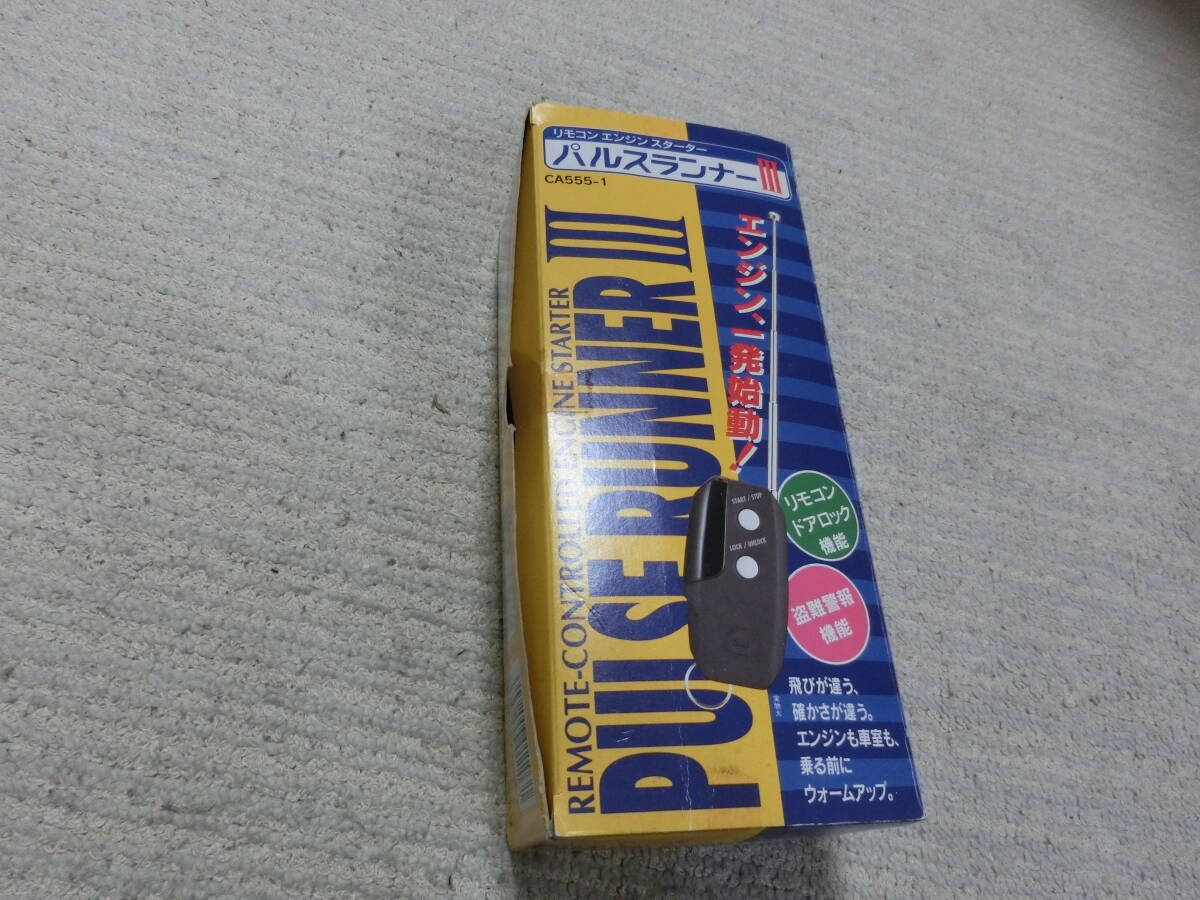 リモコン エンジン スターター
パルスランナーIII
CA555-1
REMOTE-CONTROLLED ENGINE STARTER
PULSE RUNNER III
エンジン、一発始動!
START / STOP
LOCK / UNLOCK
リモコン
ドアロック
機能
盗難警報
機能
実物大
飛びが違う、
確かさが違う。
エンジンも車室も、
乗る前に
ウォームアップ。